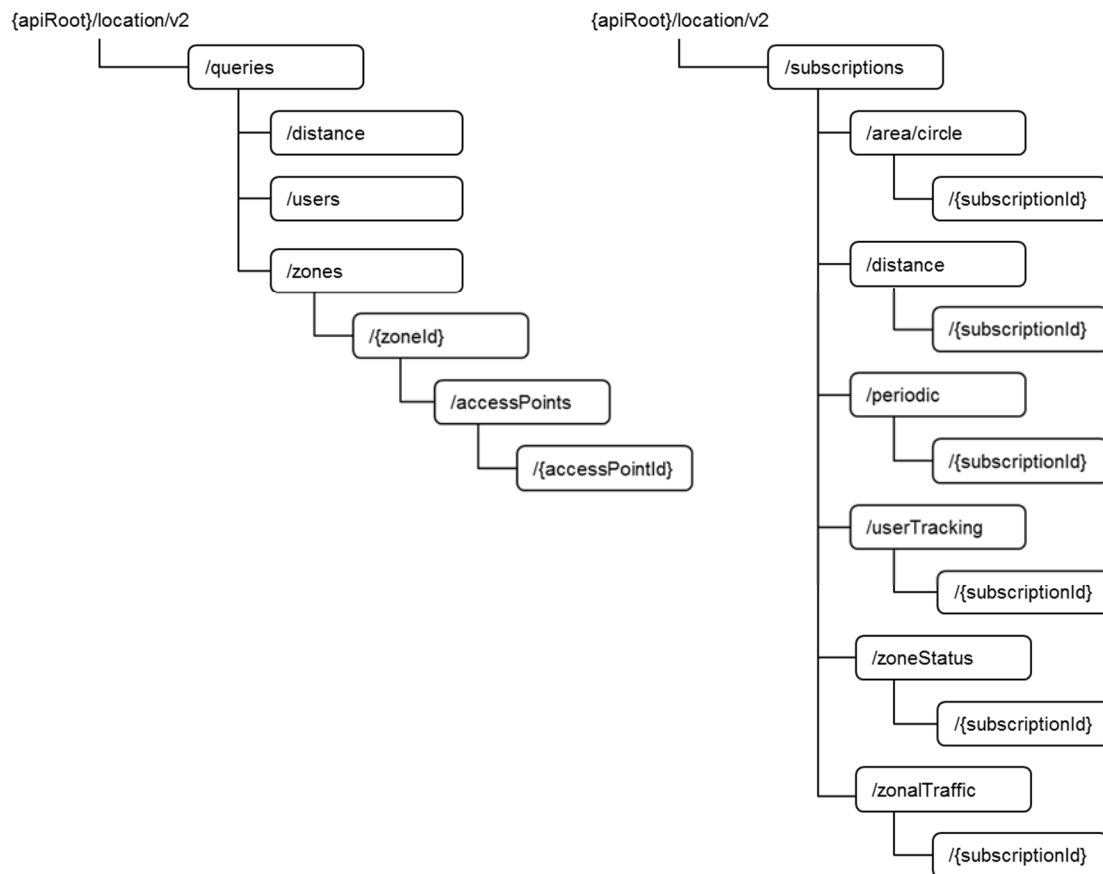 {apiRoot}/location/v2
/queries
/distance
/users
/zones
/{zoneId}
/accessPoints
/{accessPointId}
{apiRoot}/location/v2
/subscriptions
/area/circle
/{subscriptionId}
/distance
/{subscriptionId}
/periodic
/{subscriptionId}
/userTracking
/{subscriptionId}
/zoneStatus
/{subscriptionId}
/zonalTraffic
/{subscriptionId}